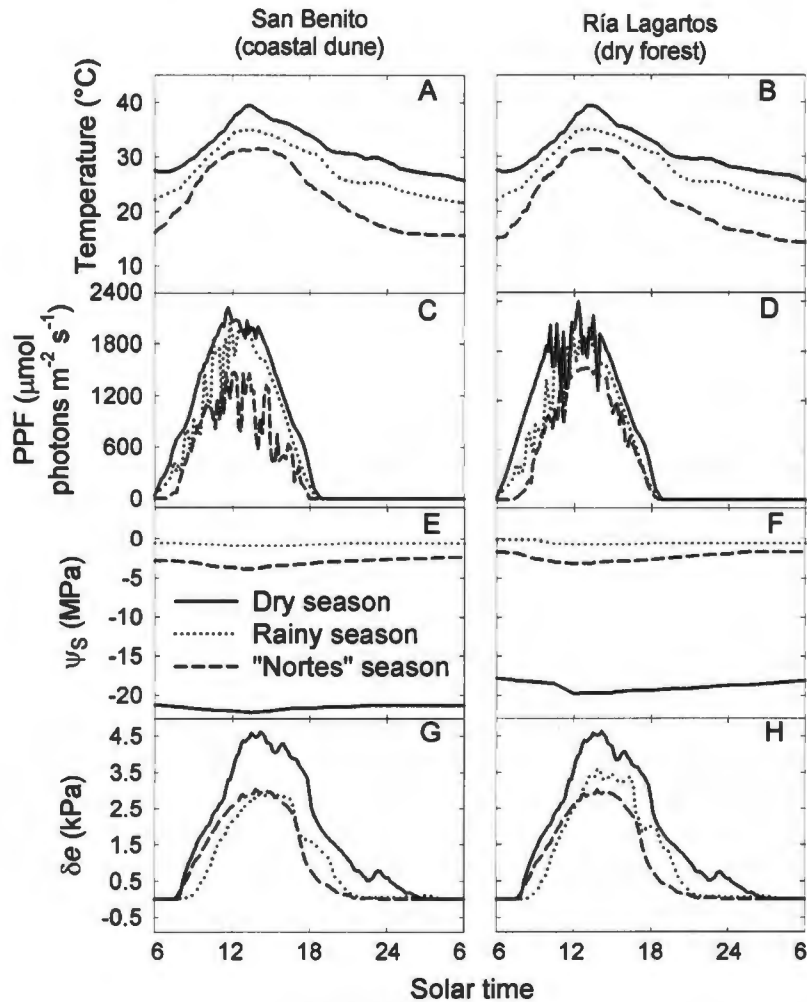 San Benito
(coastal dune)
Ría Lagartos
(dry forest)
A
B
Temperature (°C)
40
30
20
10
C
D
PPF (μmol
photons m⁻² s⁻¹)
2400
1800
1200
600
0
E
F
ψS (MPa)
0
-5
-10
-15
-20
Dry season
Rainy season
"Nortes" season
G
H
δe (kPa)
4.5
3.5
2.5
1.5
0.5
-0.5
6 12 18 24 6
6 12 18 24 6
Solar time